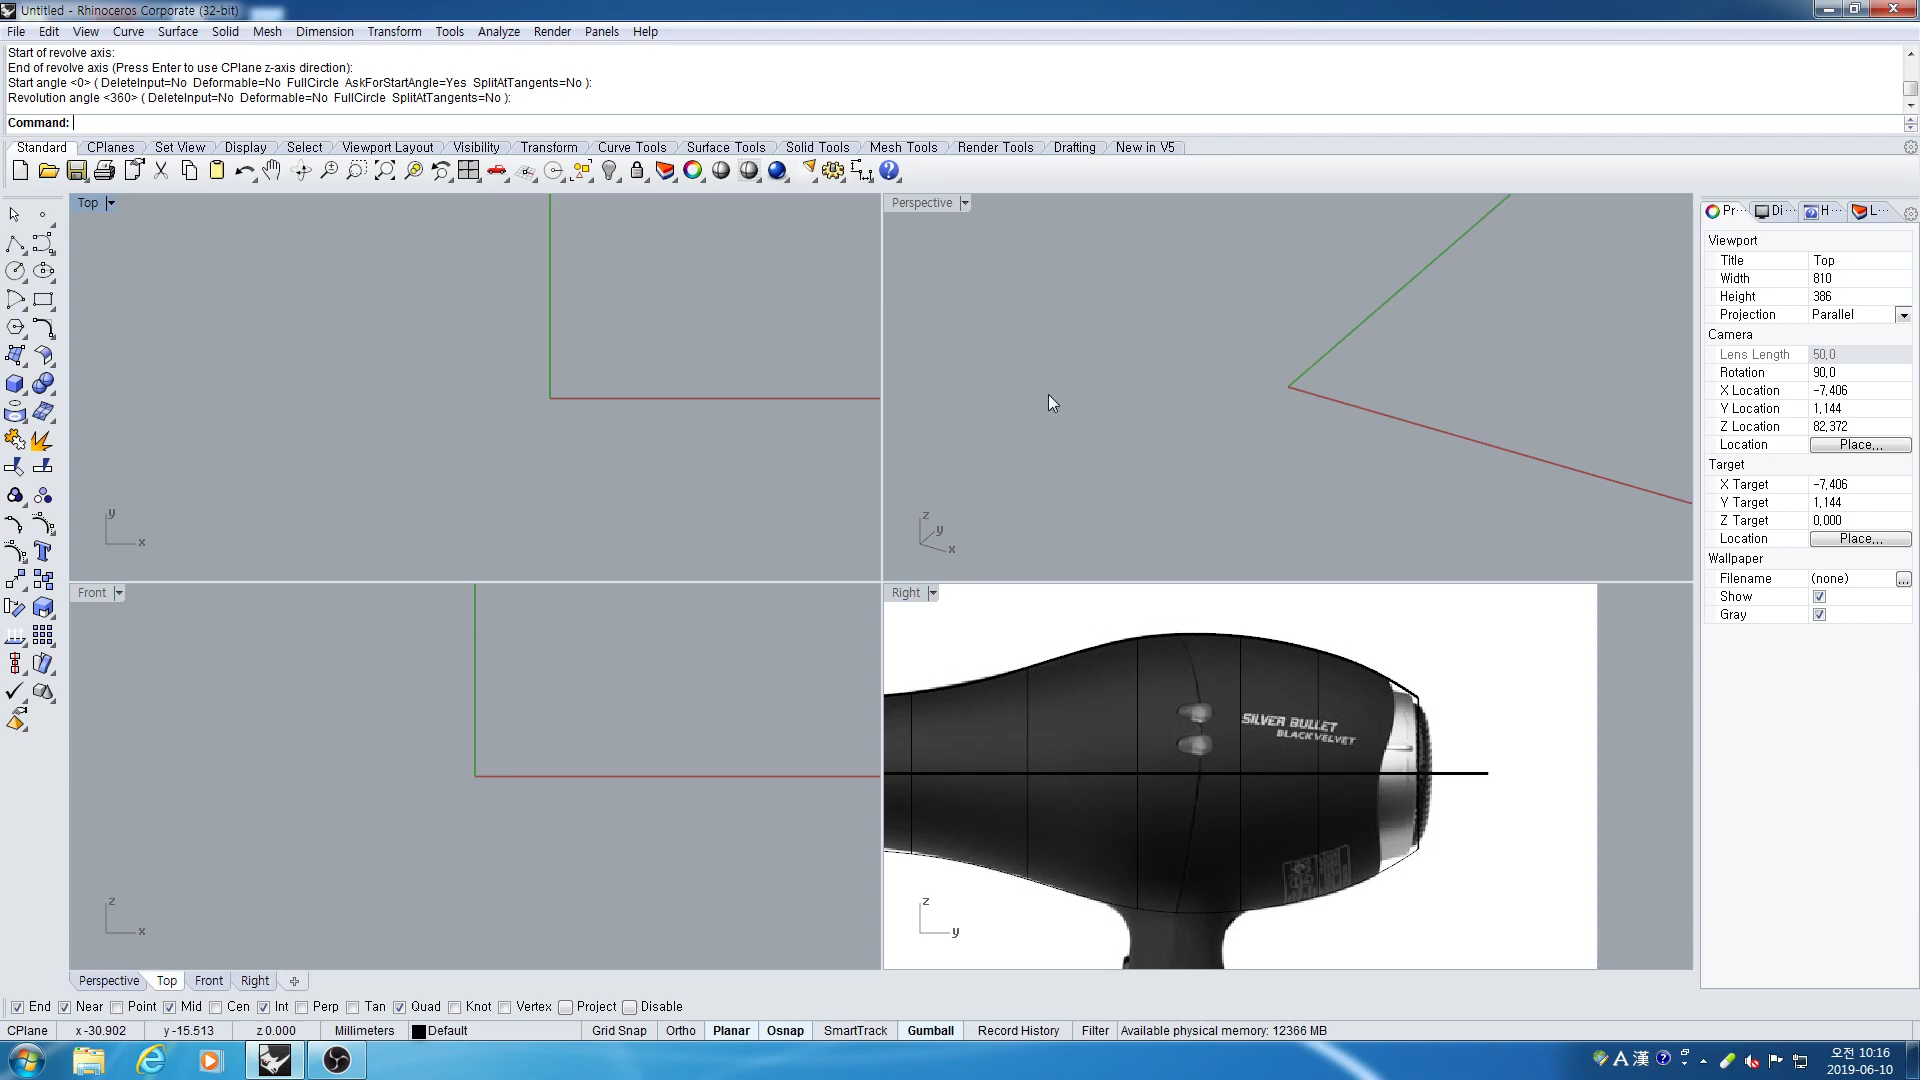 Untitled - Rhinoceros Corporate (32-bit)
File Edit View Curve Surface Solid Mesh Dimension Transform Tools Analyze Render Panels Help
Start of revolve axis:
End of revolve axis (Press Enter to use CPlane z-axis direction):
Start angle <0> ( DeleteInput=No Deformable=No FullCircle AskForStartAngle=Yes SplitAtTangents=No ):
Revolution angle <360> ( DeleteInput=No Deformable=No FullCircle SplitAtTangents=No ):
Command:
Standard CPlanes Set View Display Select Viewport Layout Visibility Transform Curve Tools Surface Tools Solid Tools Mesh Tools Render Tools Drafting New in V5
Top
y
x
Perspective
z
y
x
Front
z
x
Right
SILVER BULLET
BLACKVELVET
z
y
Pr... Di... H... L...
Viewport
Title Top
Width 810
Height 386
Projection Parallel
Camera
Lens Length 50,0
Rotation 90,0
X Location -7,406
Y Location 1,144
Z Location 82,372
Location Place,,,
Target
X Target -7,406
Y Target 1,144
Z Target 0,000
Location Place,,,
Wallpaper
Filename (none) ...
Show
Gray
Perspective Top Front Right
End Near Point Mid Cen Int Perp Tan Quad Knot Vertex Project Disable
CPlane x -30.902 y -15.513 z 0.000 Millimeters Default Grid Snap Ortho Planar Osnap SmartTrack Gumball Record History Filter Available physical memory: 12366 MB
A 漢 오전 10:16
2019-06-10